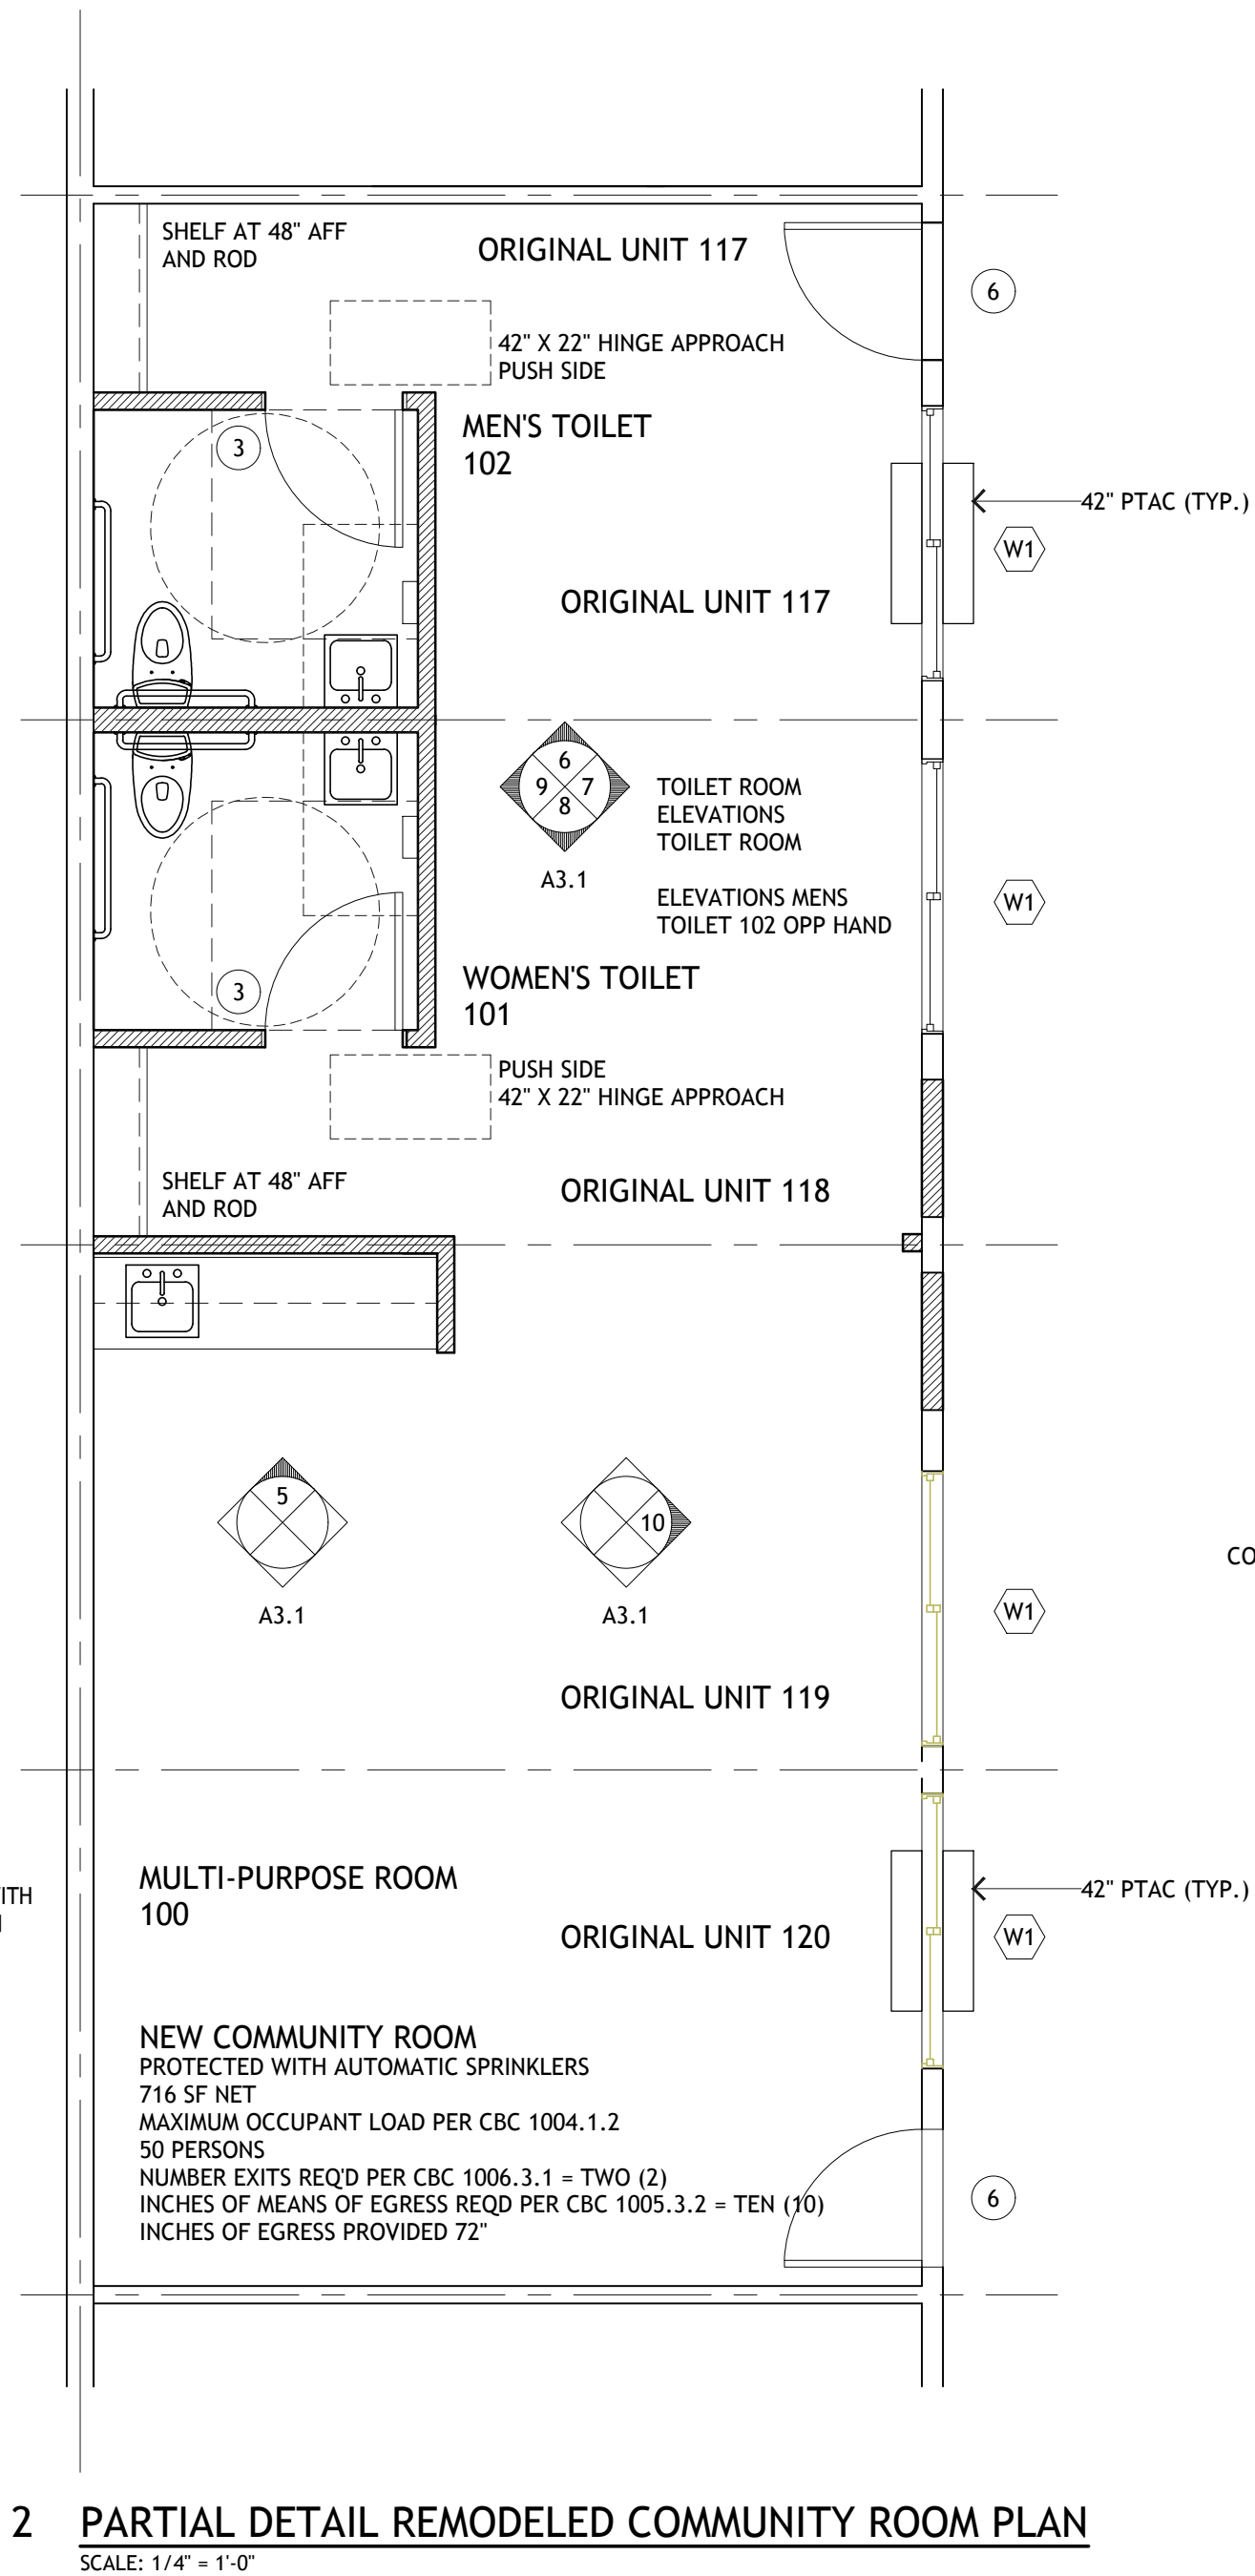 SHELF AT 48" AFF
AND ROD
ORIGINAL UNIT 117
6
42" X 22" HINGE APPROACH
PUSH SIDE
MEN'S TOILET
102
3
42" PTAC (TYP.)
W1
ORIGINAL UNIT 117
6
9 7
8
A3.1
TOILET ROOM
ELEVATIONS
TOILET ROOM
ELEVATIONS MENS
TOILET 102 OPP HAND
W1
WOMEN'S TOILET
101
3
PUSH SIDE
42" X 22" HINGE APPROACH
SHELF AT 48" AFF
AND ROD
ORIGINAL UNIT 118
5
A3.1
10
A3.1
CO
W1
ORIGINAL UNIT 119
MULTI-PURPOSE ROOM
100
ITH
42" PTAC (TYP.)
W1
ORIGINAL UNIT 120
NEW COMMUNITY ROOM
PROTECTED WITH AUTOMATIC SPRINKLERS
716 SF NET
MAXIMUM OCCUPANT LOAD PER CBC 1004.1.2
50 PERSONS
NUMBER EXITS REQ'D PER CBC 1006.3.1 = TWO (2)
INCHES OF MEANS OF EGRESS REQD PER CBC 1005.3.2 = TEN (10)
INCHES OF EGRESS PROVIDED 72"
6
2 PARTIAL DETAIL REMODELED COMMUNITY ROOM PLAN
SCALE: 1/4" = 1'-0"